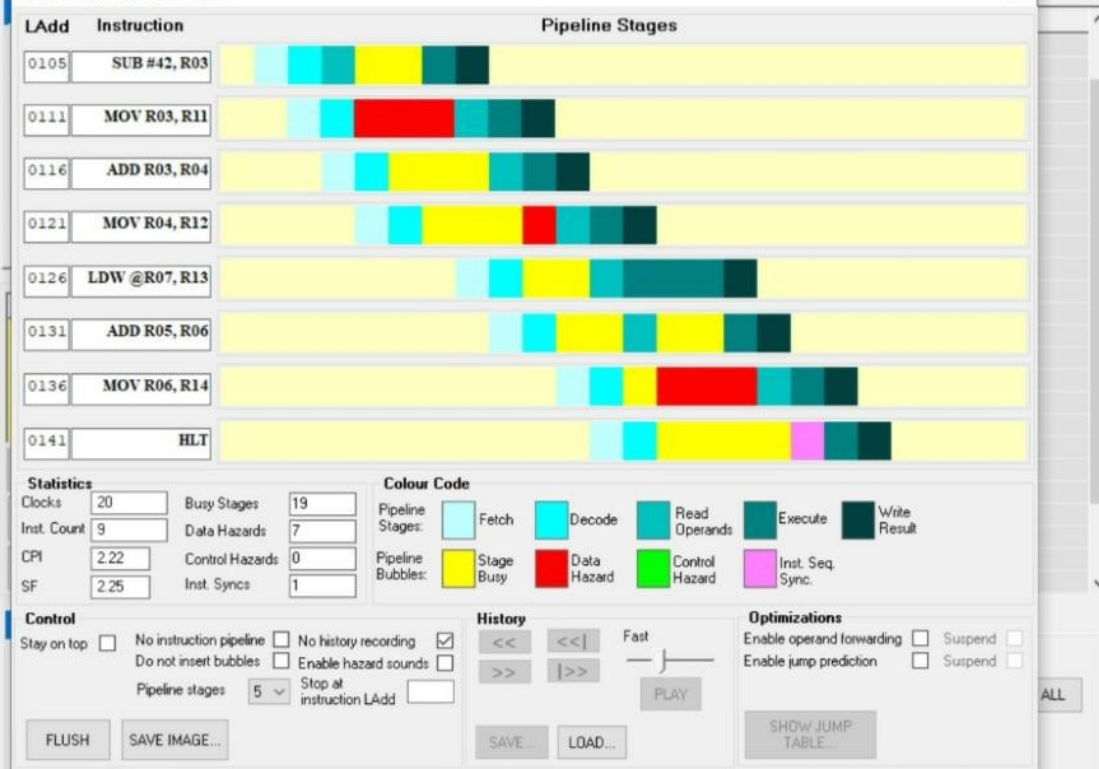 LAdd Instruction Pipeline Stages
0105 SUB #42, R03
0111 MOV R03, R11
0116 ADD R03, R04
0121 MOV R04, R12
0126 LDW @R07, R13
0131 ADD R05, R06
0136 MOV R06, R14
0141 HLT
Statistics
Clocks 20 Busy Stages 19
Inst. Count 9 Data Hazards 7
CPI 2.22 Control Hazards 0
SF 2.25 Inst. Syncs 1
Colour Code
Pipeline Stages: Fetch Decode Read Operands Execute Write Result
Pipeline Bubbles: Stage Busy Data Hazard Control Hazard Inst. Seq. Sync.
Control
Stay on top No instruction pipeline No history recording
Do not insert bubbles Enable hazard sounds
Pipeline stages 5 Stop at instruction LAdd
FLUSH SAVE IMAGE...
History
<< <<| Fast
>> |>>
PLAY
SAVE... LOAD...
Optimizations
Enable operand forwarding Suspend
Enable jump prediction Suspend
SHOW JUMP TABLE...
ALL